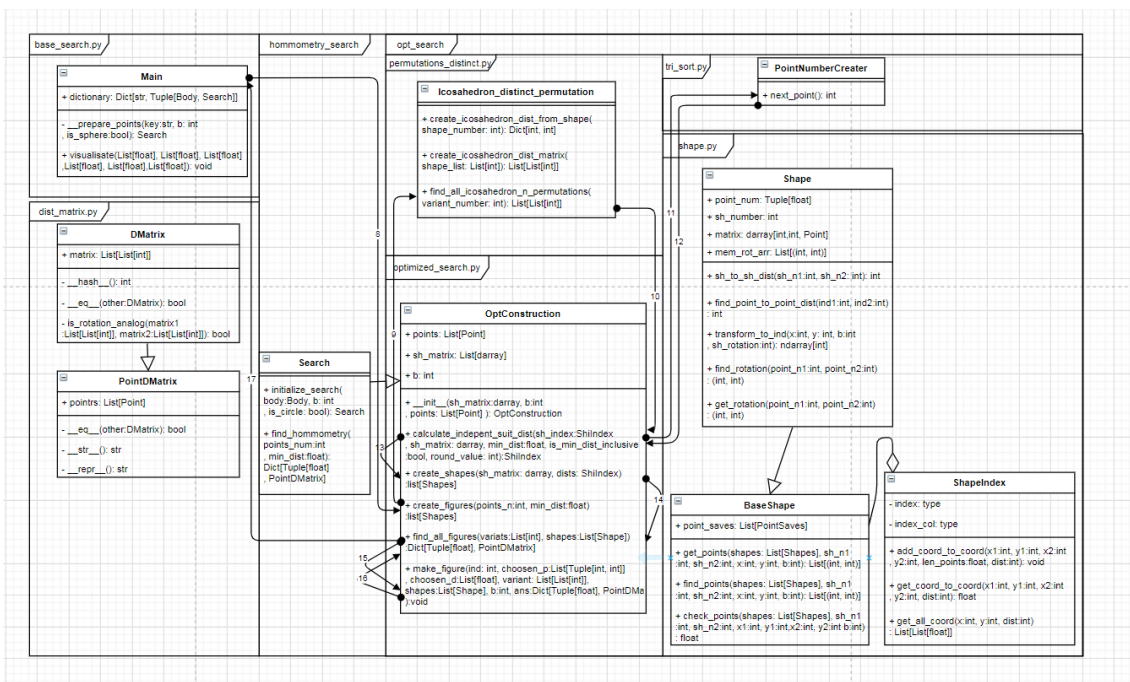 base_search.py
hommometry_search
opt_search
permutations_distinct.py
tri_sort.py
shape.py
dist_matrix.py
optimized_search.py
Main
+ dictionary: Dict[str, Tuple[Body, Search]]
- __prepare_points(key:str, b: int
, is_sphere:bool): Search
+ visualisate(List[float], List[float], List[float]
,List[float], List[float],List[float]): void
DMatrix
+ matrix: List[List[int]]
- __hash__(): int
- __eq__(other:DMatrix): bool
- is_rotation_analog(matrix1
:List[List[int]], matrix2:List[List[int]]): bool
PointDMatrix
+ pointrs: List[Point]
- __eq__(other:DMatrix): bool
- __str__(): str
- __repr__(): str
Search
+ initialize_search(
body:Body, b: int
, is_circle: bool): Search
+ find_hommometry(
points_num:int
, min_dist:float):
Dict[Tuple[float]
, PointDMatrix]
Icosahedron_distinct_permutation
+ create_icosahedron_dist_from_shape(
shape_number: int): Dict[int, int]
+ create_icosahedron_dist_matrix(
shape_list: List[int]): List[List[int]]
+ find_all_icosahedron_n_permutations(
variant_number: int): List[List[int]]
OptConstruction
+ points: List[Point]
+ sh_matrix: List[darray]
+ b: int
+ __init__(sh_matrix:darray, b:int
, points: List[Point] ): OptConstruction
+ calculate_indepent_suit_dist(sh_index:ShiIndex
, sh_matrix: darray, min_dist:float, is_min_dist_inclusive
:bool, round_value: int):ShiIndex
+ create_shapes(sh_matrix: darray, dists: ShiIndex)
:list[Shapes]
+ create_figures(points_n:int, min_dist:float)
:list[Shapes]
+ find_all_figures(variats:List[int], shapes:List[Shape])
:Dict[Tuple[float], PointDMatrix]
+ make_figure(ind: int, choosen_p:List[Tuple[int, int]]
, choosen_d:List[float], variant: List[List[int]],
shapes:List[Shape], b:int, ans:Dict[Tuple[float], PointDMa
):void
PointNumberCreater
+ next_point(): int
Shape
+ point_num: Tuple[float]
+ sh_number: int
+ matrix: darray[int,int, Point]
+ mem_rot_arr: List[(int, int)]
+ sh_to_sh_dist(sh_n1:int, sh_n2: int): int
+ find_point_to_point_dist(ind1:int, ind2:int)
: int
+ transform_to_ind(x:int, y: int, b:int
, sh_rotation:int): ndarray[int]
+ find_rotation(point_n1:int, point_n2:int)
: (int, int)
+ get_rotation(point_n1:int, point_n2:int)
: (int, int)
BaseShape
+ point_saves: List[PointSaves]
+ get_points(shapes: List[Shapes], sh_n1
:int, sh_n2:int, x:int, y:int, b:int): List[(int, int)]
+ find_points(shapes: List[Shapes], sh_n1
:int, sh_n2:int, x:int, y:int, b:int): List[(int, int)]
+ check_points(shapes: List[Shapes], sh_n1
:int, sh_n2:int, x1:int, y1:int,x2:int, y2:int b:int)
: float
ShapeIndex
- index: type
- index_col: type
+ add_coord_to_coord(x1:int, y1:int, x2:int
, y2:int, len_points:float, dist:int): void
+ get_coord_to_coord(x1:int, y1:int, x2:int
, y2:int, dist:int): float
+ get_all_coord(x:int, y:int, dist:int)
: List[List[float]]
8
9
10
11
12
13
14
15
16
17